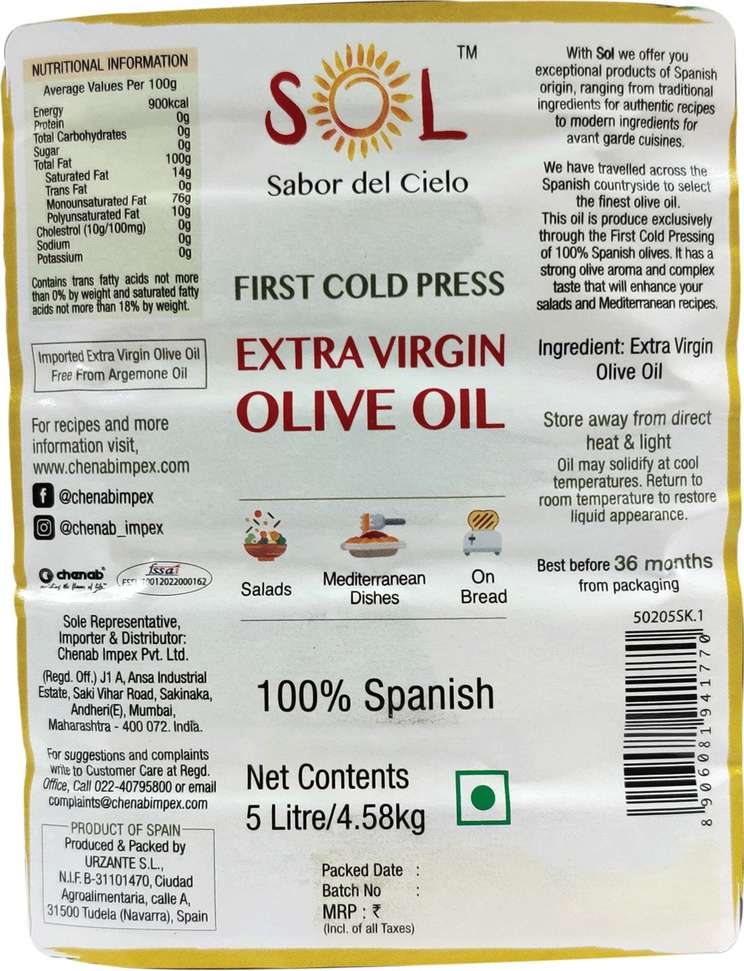 NUTRITIONAL INFORMATION
Average Values Per 100g
Energy 900kcal
Protein 0g
Total Carbohydrates 0g
Sugar 0g
Total Fat 100g
Saturated Fat 14g
Trans Fat 0g
Monounsaturated Fat 76g
Polyunsaturated Fat 10g
Cholestrol (10g/100mg) 0g
Sodium 0g
Potassium 0g
Contains trans fatty acids not more
than 0% by weight and saturated fatty
acids not more than 18% by weight.
Imported Extra Virgin Olive Oil
Free From Argemone Oil
For recipes and more
information visit,
www.chenabimpex.com
@chenabimpex
@chenab_impex
chenab
fssai
10012022000162
Sole Representative,
Importer & Distributor:
Chenab Impex Pvt. Ltd.
(Regd. Off.) J1 A, Ansa Industrial
Estate, Saki Vihar Road, Sakinaka,
Andheri(E), Mumbai,
Maharashtra - 400 072. India.
For suggestions and complaints
write to Customer Care at Regd.
Office, Call 022-40795800 or email
complaints@chenabimpex.com
PRODUCT OF SPAIN
Produced & Packed by
URZANTE S.L.,
N.I.F. B-31101470, Ciudad
Agroalimentaria, calle A,
31500 Tudela (Navarra), Spain
SOL TM
Sabor del Cielo
FIRST COLD PRESS
EXTRA VIRGIN
OLIVE OIL
Salads
Mediterranean
Dishes
On
Bread
100% Spanish
Net Contents
5 Litre/4.58kg
Packed Date :
Batch No :
MRP : ₹
(Incl. of all Taxes)
With Sol we offer you
exceptional products of Spanish
origin, ranging from traditional
ingredients for authentic recipes
to modern ingredients for
avant garde cuisines.
We have travelled across the
Spanish countryside to select
the finest olive oil.
This oil is produce exclusively
through the First Cold Pressing
of 100% Spanish olives. It has a
strong olive aroma and complex
taste that will enhance your
salads and Mediterranean recipes.
Ingredient: Extra Virgin
Olive Oil
Store away from direct
heat & light
Oil may solidify at cool
temperatures. Return to
room temperature to restore
liquid appearance.
Best before 36 months
from packaging
50205SK.1
8 906081 941770